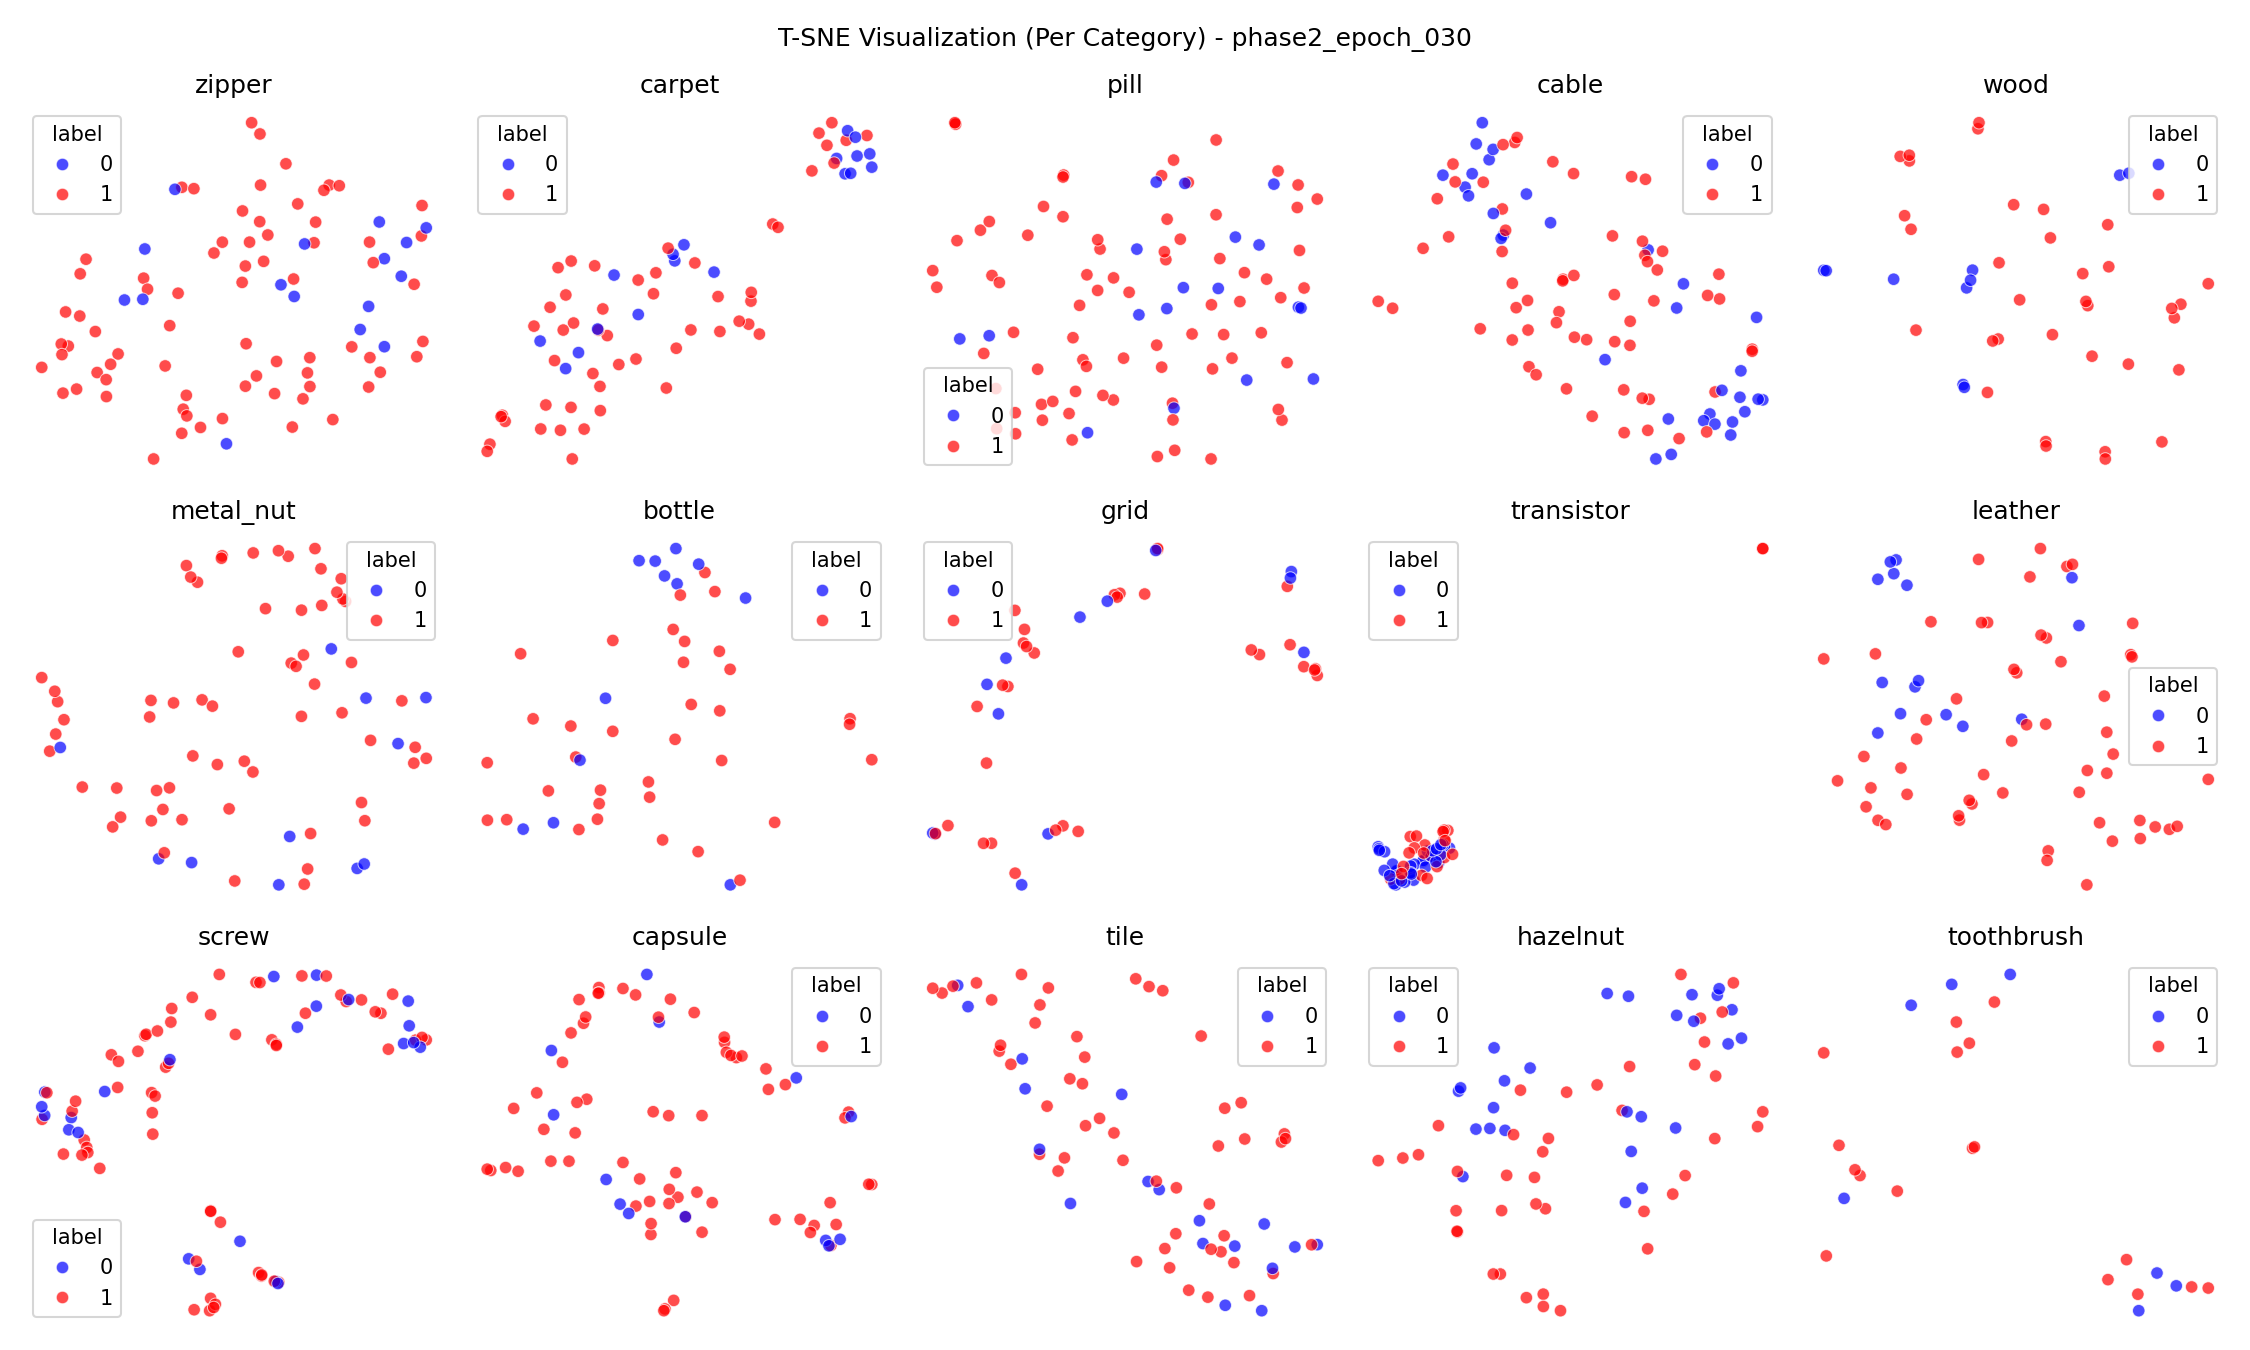 T-SNE Visualization (Per Category) - phase2_epoch_030
zipper
label
0
1
carpet
label
0
1
pill
label
0
1
cable
label
0
1
wood
label
0
1
metal_nut
label
0
1
bottle
label
0
1
grid
label
0
1
transistor
label
0
1
leather
label
0
1
screw
label
0
1
capsule
label
0
1
tile
label
0
1
hazelnut
label
0
1
toothbrush
label
0
1